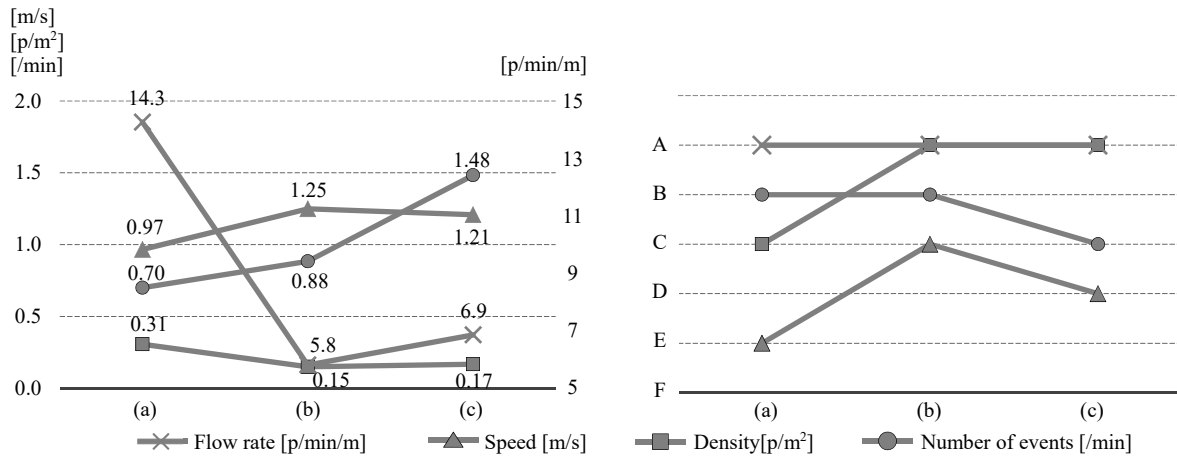 [m/s]
[p/m²]
[/min]
[p/min/m]
2.0
14.3
15
1.5
1.48
13
A
1.25
B
0.97
1.21
11
1.0
C
0.70
0.88
9
D
0.5
0.31
5.8
6.9
7
E
0.15
0.17
0.0
5
F
(a)
(b)
(c)
(a)
(b)
(c)
Flow rate [p/min/m]
Speed [m/s]
Density[p/m²]
Number of events [/min]